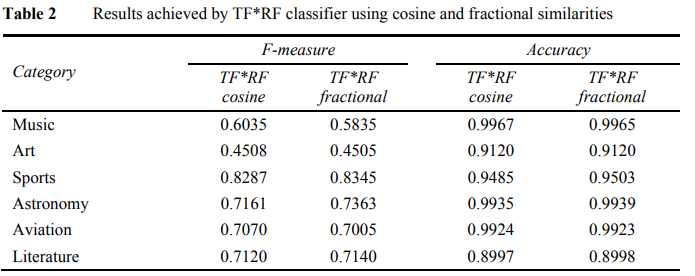 Table 2 Results achieved by TF*RF classifier using cosine and fractional similarities
F-measure Accuracy
Category
TF*RF TF*RF TF*RF TF*RF
cosine fractional cosine fractional
Music 0.6035 0.5835 0.9967 0.9965
Art 0.4508 0.4505 0.9120 0.9120
Sports 0.8287 0.8345 0.9485 0.9503
Astronomy 0.7161 0.7363 0.9935 0.9939
Aviation 0.7070 0.7005 0.9924 0.9923
Literature 0.7120 0.7140 0.8997 0.8998